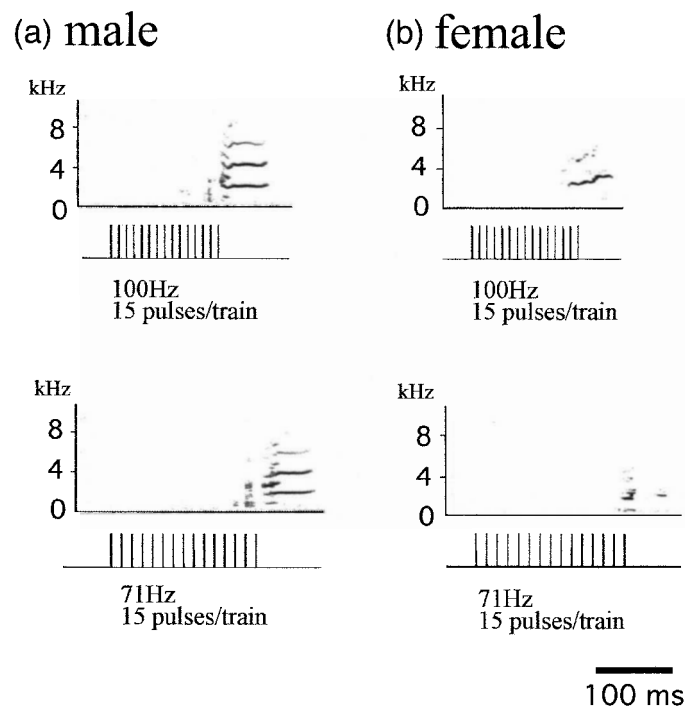 (a) male
(b) female
kHz
8
4
0
100Hz
15 pulses/train
8
4
0
100Hz
15 pulses/train
kHz
8
4
0
71Hz
15 pulses/train
kHz
8
4
0
71Hz
15 pulses/train
100 ms